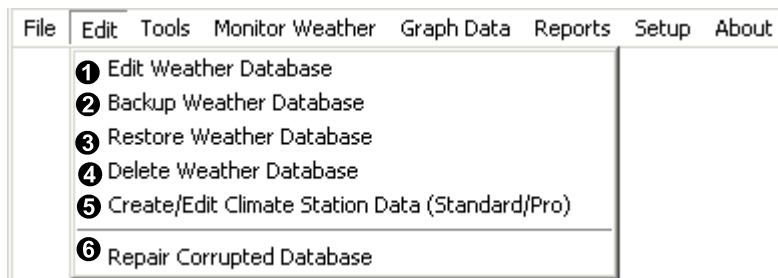 File Edit Tools Monitor Weather Graph Data Reports Setup About
1 Edit Weather Database
2 Backup Weather Database
3 Restore Weather Database
4 Delete Weather Database
5 Create/Edit Climate Station Data (Standard/Pro)
6 Repair Corrupted Database